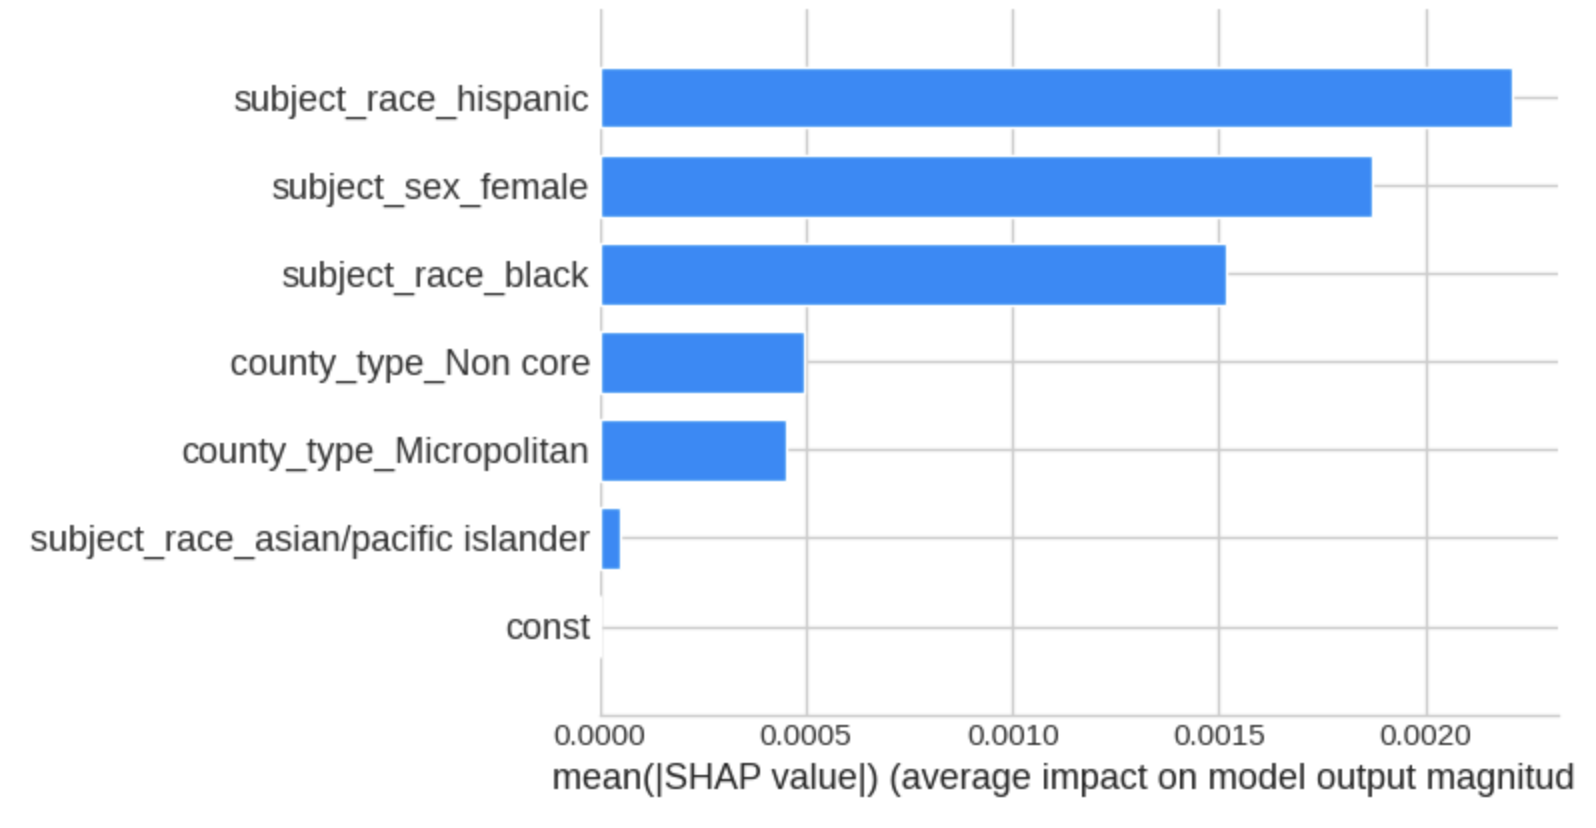 subject_race_hispanic
subject_sex_female
subject_race_black
county_type_Non core
county_type_Micropolitan
subject_race_asian/pacific islander
const
0.0000 0.0005 0.0010 0.0015 0.0020
mean(|SHAP value|) (average impact on model output magnitud